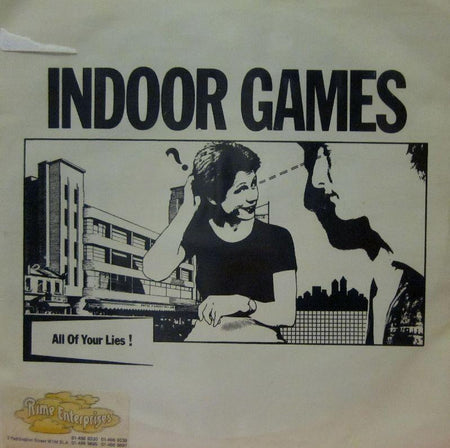 INDOOR GAMES
?
All Of Your Lies !
Rime Enterprises